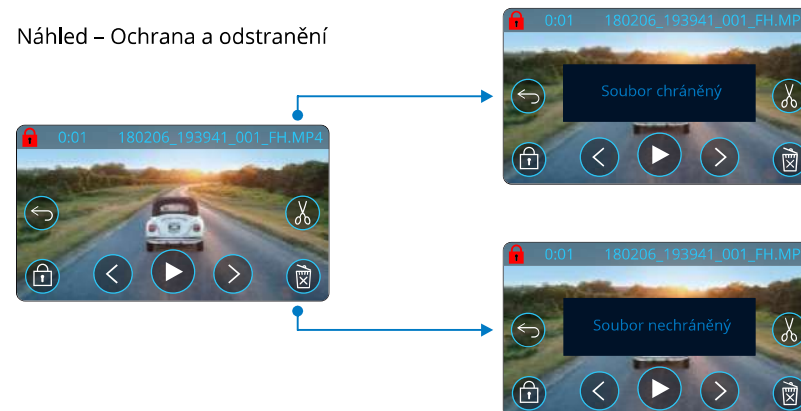 Náhled – Ochrana a odstranění
0:01 180206_193941_001_FH.MP4
0:01 180206_193941_001_FH.MP
Soubor chráněný
0:01 180206_193941_001_FH.MP
Soubor nechráněný